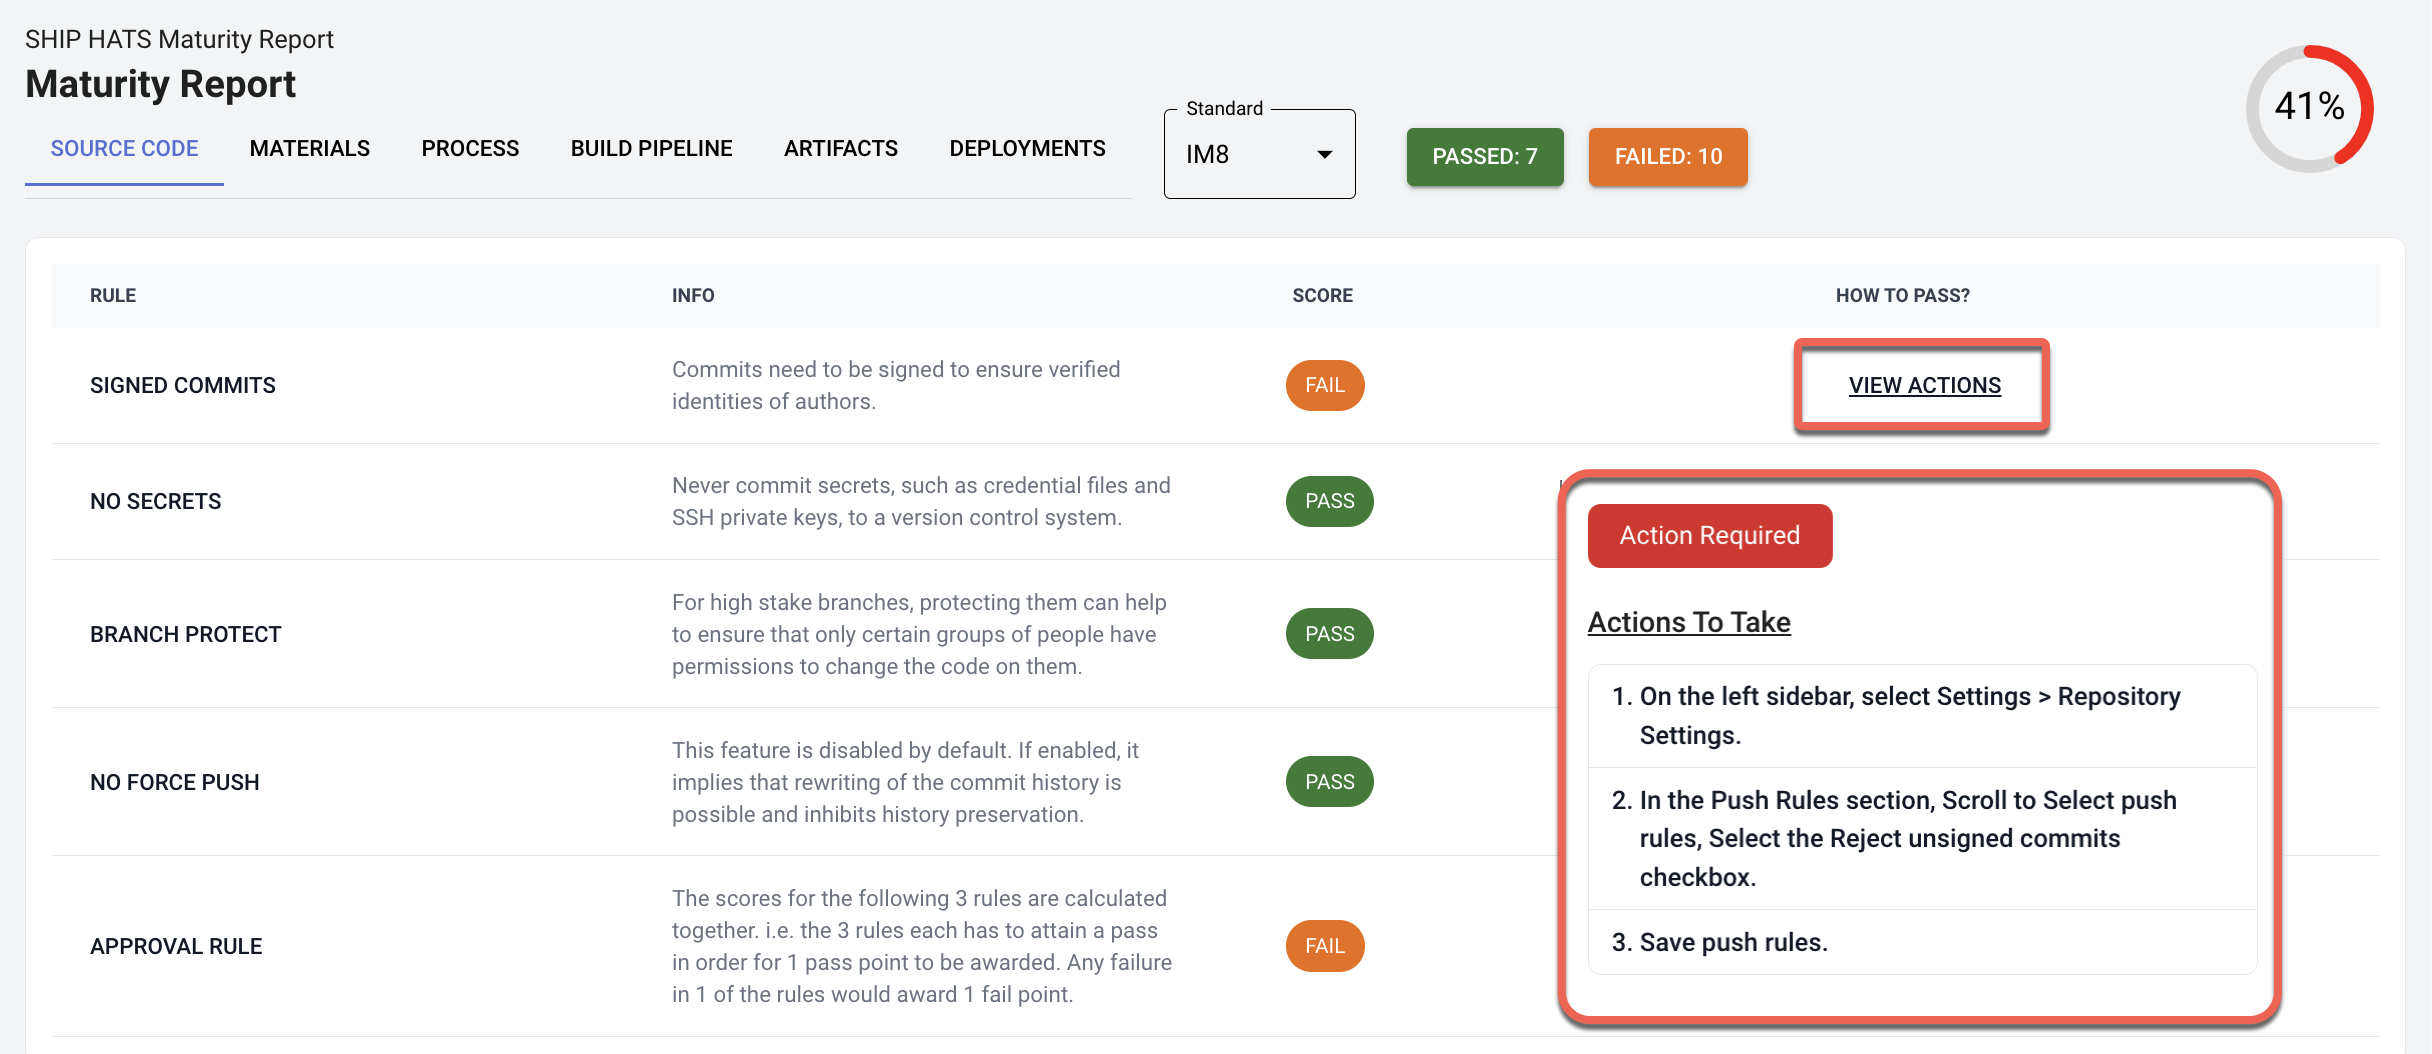 SHIP HATS Maturity Report
Maturity Report
SOURCE CODE
MATERIALS
PROCESS
BUILD PIPELINE
ARTIFACTS
DEPLOYMENTS
Standard
IM8
PASSED: 7
FAILED: 10
41%
RULE
INFO
SCORE
HOW TO PASS?
SIGNED COMMITS
Commits need to be signed to ensure verified
identities of authors.
FAIL
VIEW ACTIONS
NO SECRETS
Never commit secrets, such as credential files and
SSH private keys, to a version control system.
PASS
BRANCH PROTECT
For high stake branches, protecting them can help
to ensure that only certain groups of people have
permissions to change the code on them.
PASS
NO FORCE PUSH
This feature is disabled by default. If enabled, it
implies that rewriting of the commit history is
possible and inhibits history preservation.
PASS
APPROVAL RULE
The scores for the following 3 rules are calculated
together. i.e. the 3 rules each has to attain a pass
in order for 1 pass point to be awarded. Any failure
in 1 of the rules would award 1 fail point.
FAIL
Action Required
Actions To Take
1. On the left sidebar, select Settings > Repository
Settings.
2. In the Push Rules section, Scroll to Select push
rules, Select the Reject unsigned commits
checkbox.
3. Save push rules.